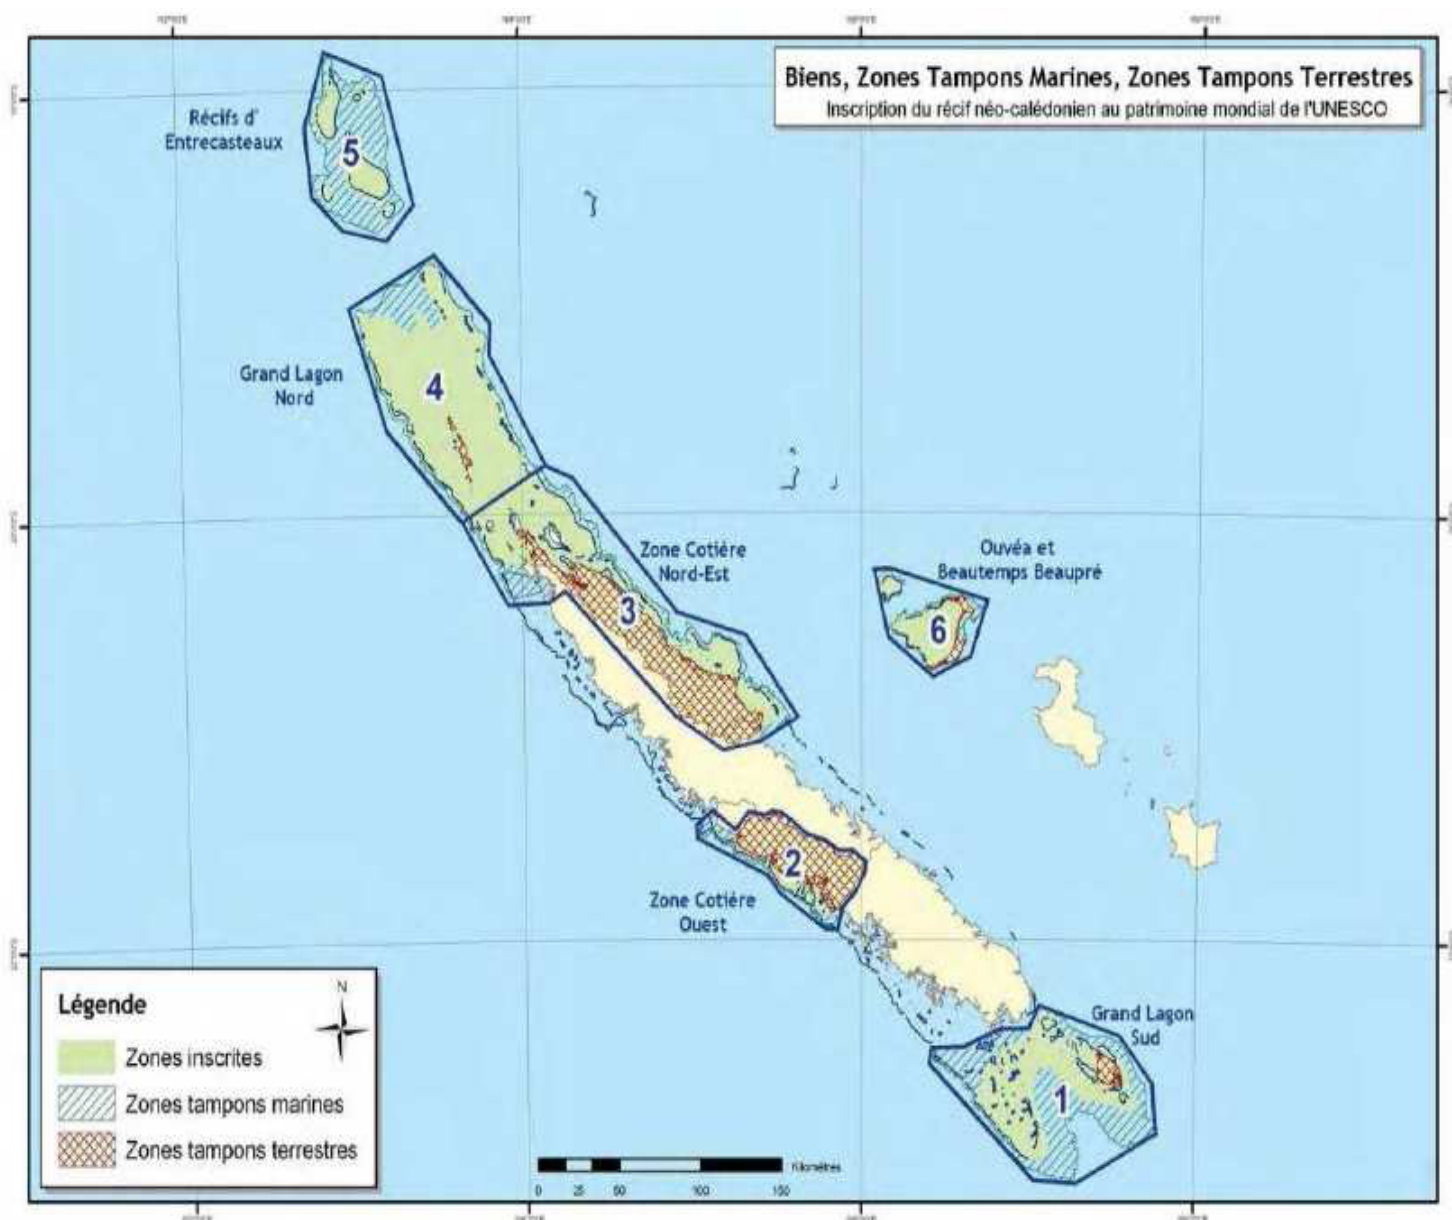 Biens, Zones Tampons Marines, Zones Tampons Terrestres
Inscription du récif néo-calédonien au patrimoine mondial de l'UNESCO
Récifs d'
Entrecasteaux
5
Grand Lagon
Nord
4
Zone Cotière
Nord-Est
3
Ouvéa et
Beautemps Beaupré
6
2
Zone Cotière
Ouest
Grand Lagon
Sud
1
Légende
N
Zones inscrites
Zones tampons marines
Zones tampons terrestres
Kilomètres
0 25 50 100 150